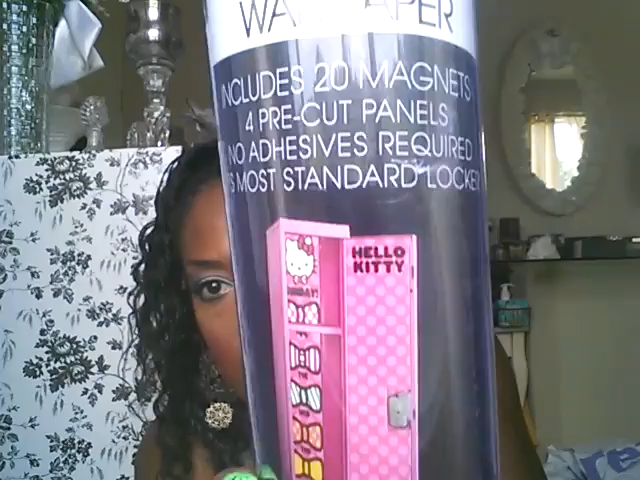 INCLUDES 20 MAGNETS
4 PRE-CUT PANELS
NO ADHESIVES REQUIRED
MOST STANDARD LOCKER
HELLO
KITTY